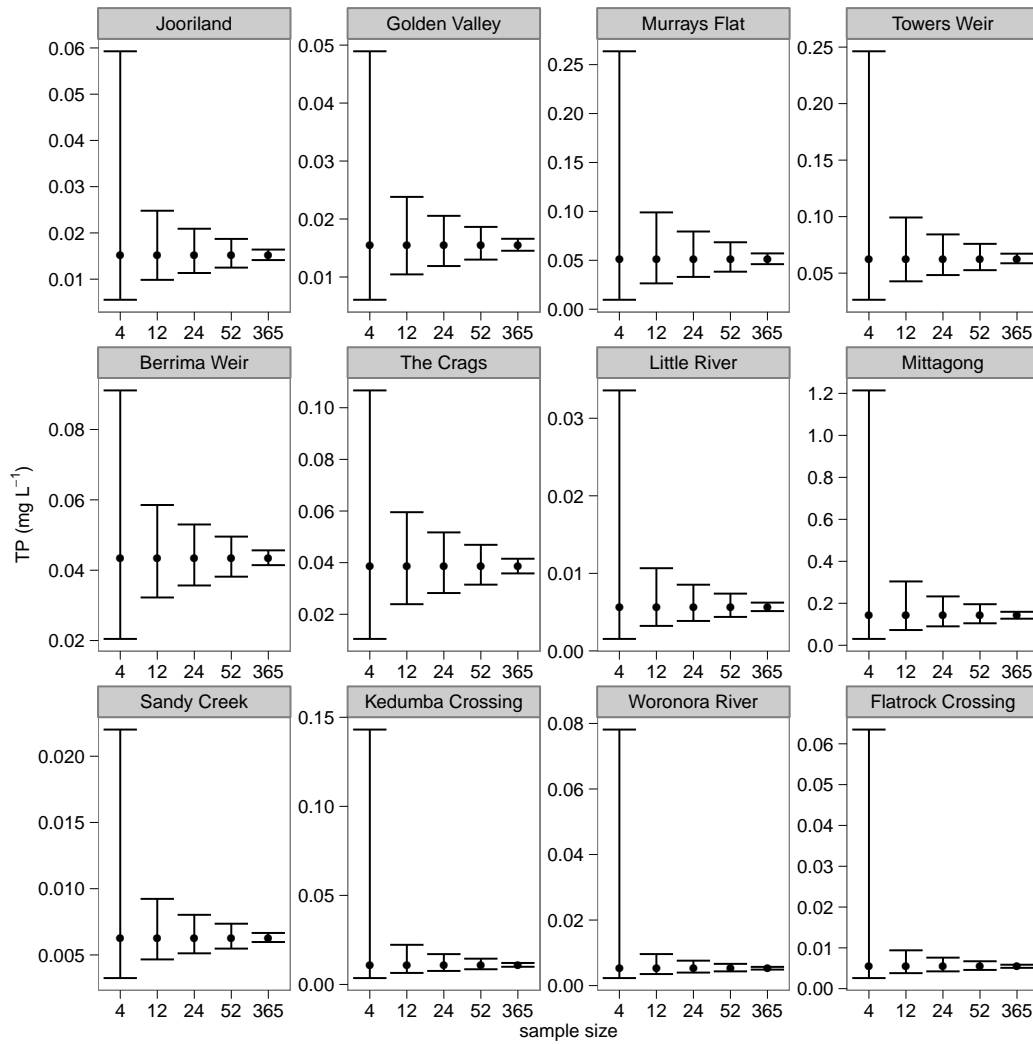 Jooriland Golden Valley Murrays Flat Towers Weir
0.06 0.05 0.04 0.03 0.02 0.01
0.05 0.04 0.03 0.02 0.01
0.25 0.20 0.15 0.10 0.05 0.00
0.25 0.20 0.15 0.10 0.05
4 12 24 52 365 4 12 24 52 365 4 12 24 52 365 4 12 24 52 365
Berrima Weir The Crags Little River Mittagong
TP (mg L⁻¹)
0.08 0.06 0.04 0.02
0.10 0.08 0.06 0.04 0.02
0.03 0.02 0.01 0.00
1.2 1.0 0.8 0.6 0.4 0.2 0.0
4 12 24 52 365 4 12 24 52 365 4 12 24 52 365 4 12 24 52 365
Sandy Creek Kedumba Crossing Woronora River Flatrock Crossing
0.020 0.015 0.010 0.005
0.15 0.10 0.05 0.00
0.08 0.06 0.04 0.02 0.00
0.06 0.05 0.04 0.03 0.02 0.01 0.00
4 12 24 52 365 4 12 24 52 365 4 12 24 52 365 4 12 24 52 365
sample size